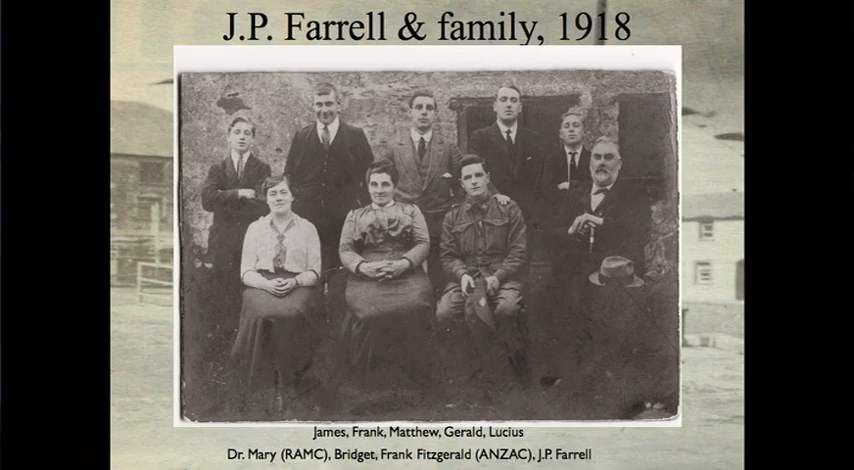 J.P. Farrell & family, 1918
James, Frank, Matthew, Gerald, Lucius
Dr. Mary (RAMC), Bridget, Frank Fitzgerald (ANZAC), J.P. Farrell